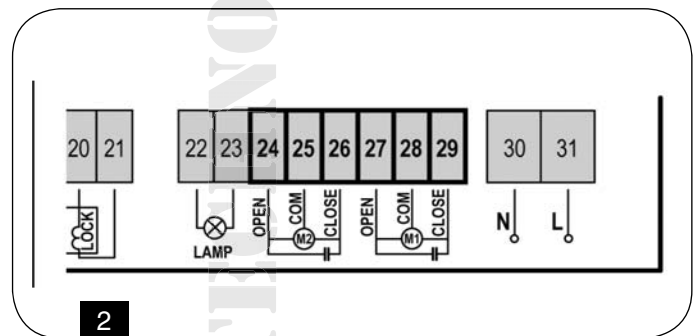 20 21 22 23 24 25 26 27 28 29 30 31
LOCK
LAMP
OPEN
COM
CLOSE
M2
OPEN
COM
CLOSE
M1
N
L
2